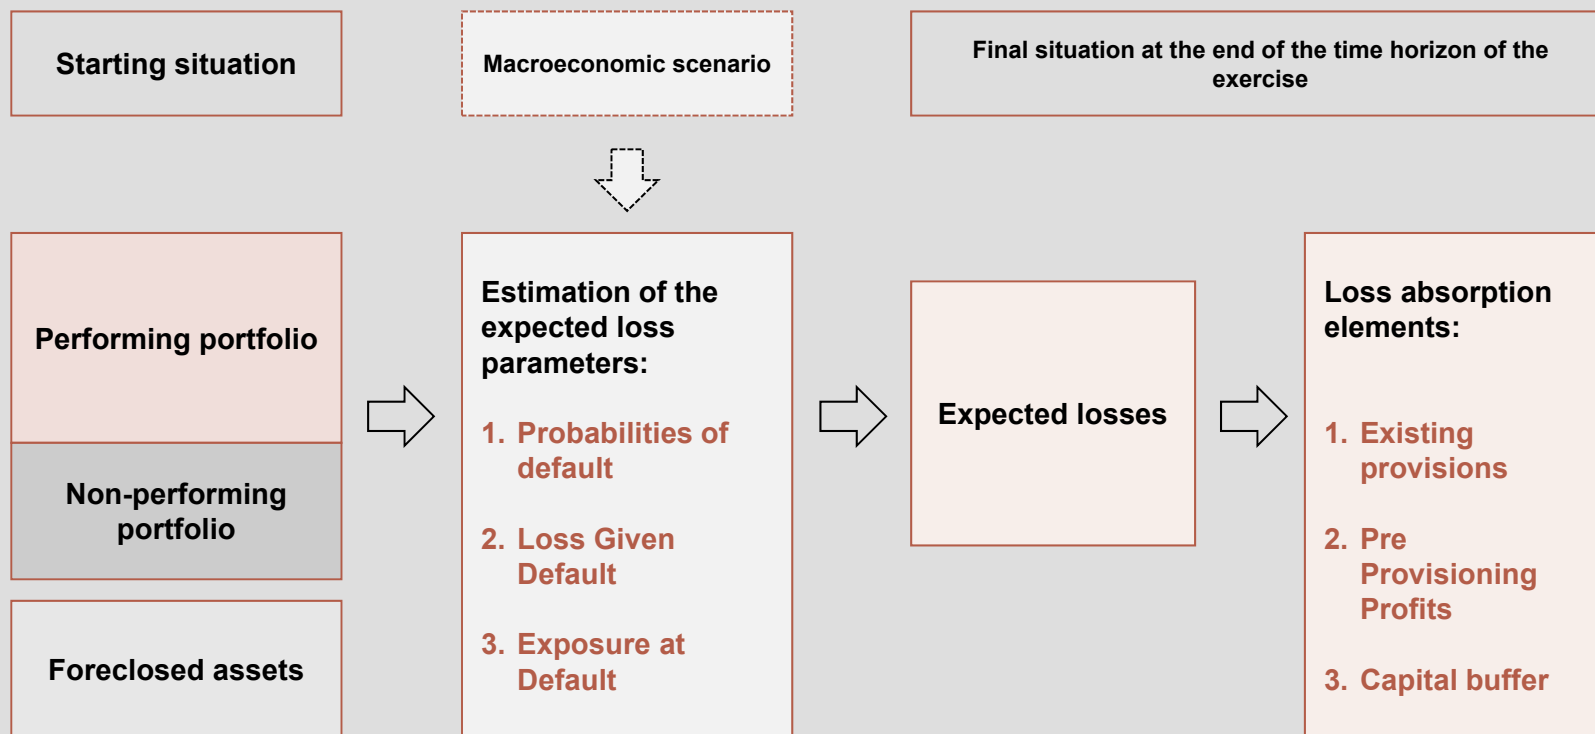 Starting situation
Macroeconomic scenario
Final situation at the end of the time horizon of the
exercise
Performing portfolio
Non-performing
portfolio
Foreclosed assets
Estimation of the
expected loss
parameters:
1. Probabilities of
default
2. Loss Given
Default
3. Exposure at
Default
Expected losses
Loss absorption
elements:
1. Existing
provisions
2. Pre
Provisioning
Profits
3. Capital buffer